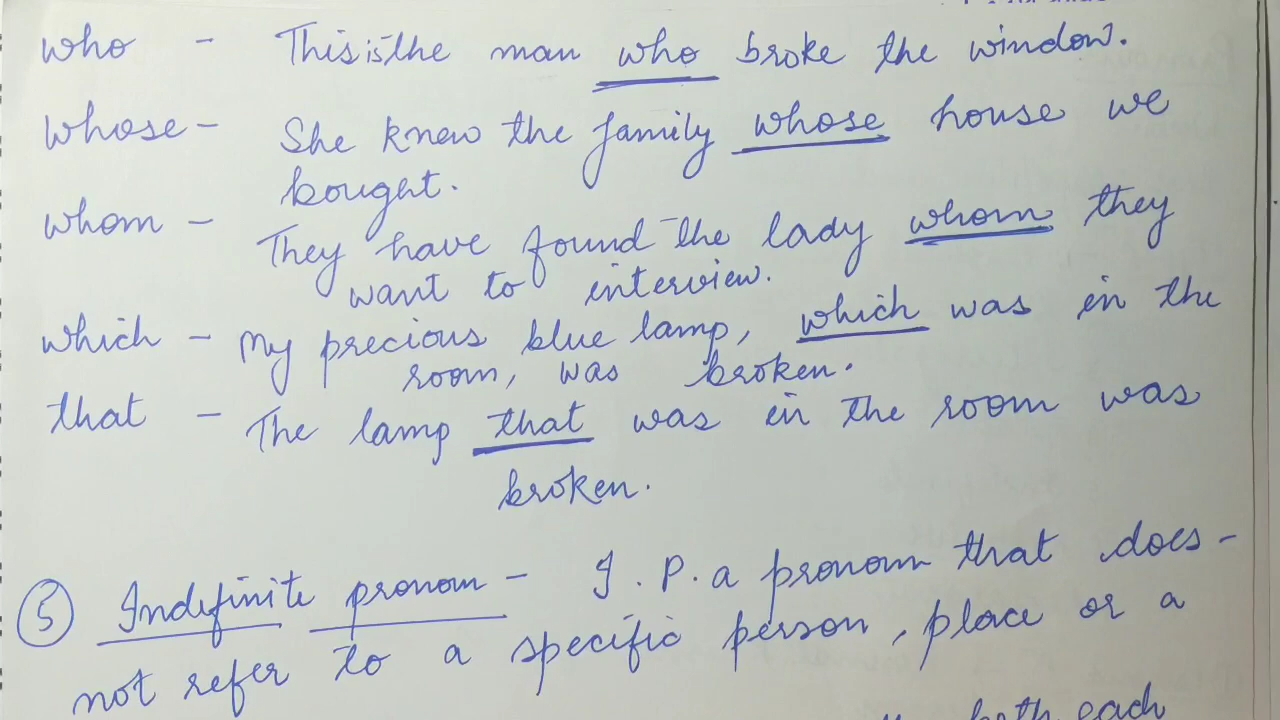 who - This is the man who broke the window.
whose - She knew the family whose house we
bought.
whom - They have found the lady whom they
want to interview.
which - My precious blue lamp, which was in the
room, was broken.
that - The lamp that was in the room was
broken.
5 Indefinite pronoun - I. P. a pronoun that does -
not refer to a specific person, place or a
both each